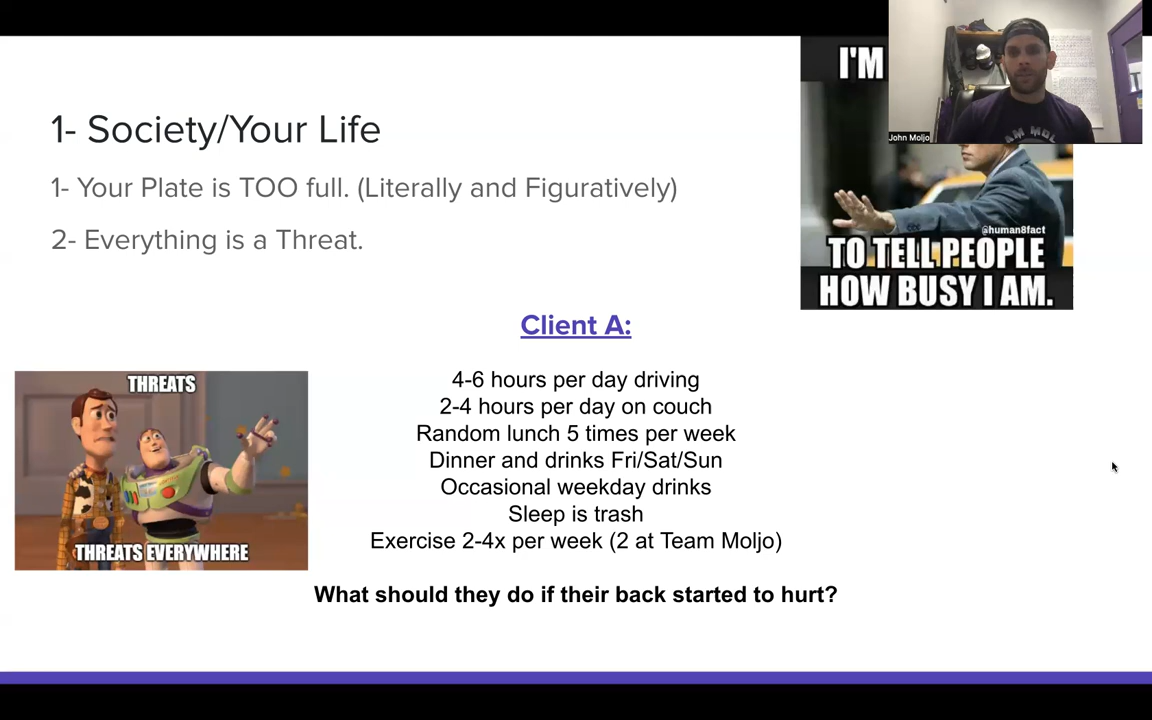 1- Society/Your Life
1- Your Plate is TOO full. (Literally and Figuratively)
2- Everything is a Threat.
I'M
John Moljo
@human8fact
TO TELL PEOPLE
HOW BUSY I AM.
Client A:
4-6 hours per day driving
2-4 hours per day on couch
Random lunch 5 times per week
Dinner and drinks Fri/Sat/Sun
Occasional weekday drinks
Sleep is trash
Exercise 2-4x per week (2 at Team Moljo)
What should they do if their back started to hurt?
THREATS
THREATS EVERYWHERE